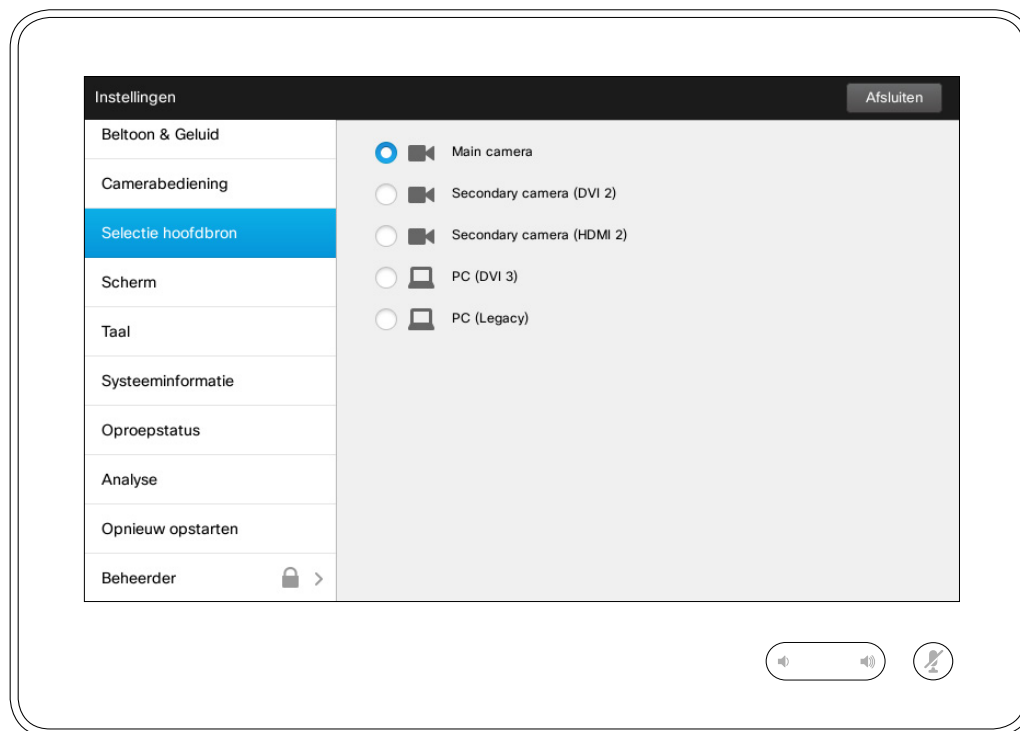 Instellingen
Afsluiten
Beltoon & Geluid
Camerabediening
Selectie hoofdbron
Scherm
Taal
Systeeminformatie
Oproepstatus
Analyse
Opnieuw opstarten
Beheerder
Main camera
Secondary camera (DVI 2)
Secondary camera (HDMI 2)
PC (DVI 3)
PC (Legacy)